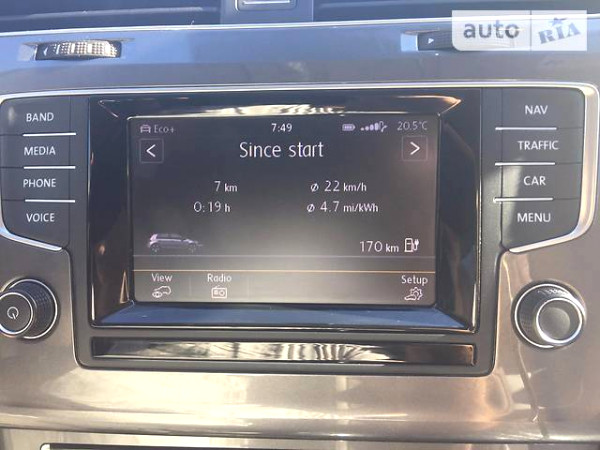 auto RIA
BAND
MEDIA
PHONE
VOICE
NAV
TRAFFIC
CAR
MENU
Eco+
7:49
20.5°C
Since start
7 km
ø 22 km/h
0:19 h
ø 4.7 mi/kWh
170 km
View
Radio
Setup